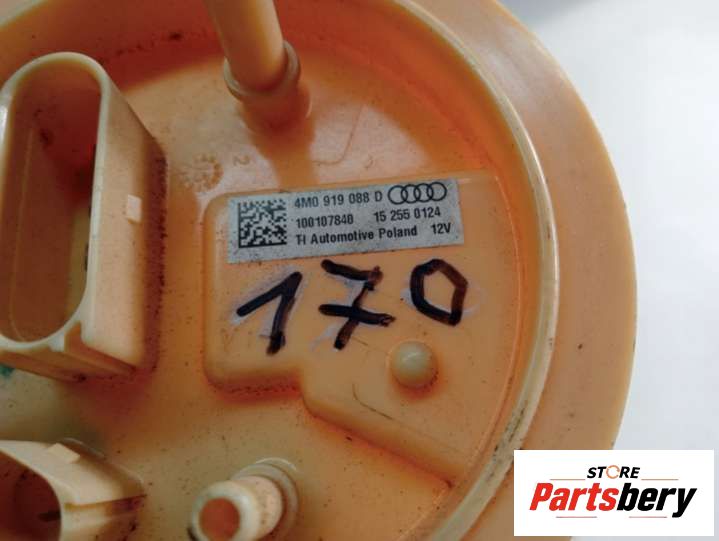 4M0 919 088 D
100107840 15 255 0124
TI Automotive Poland 12V
170
STORE
Partsbery